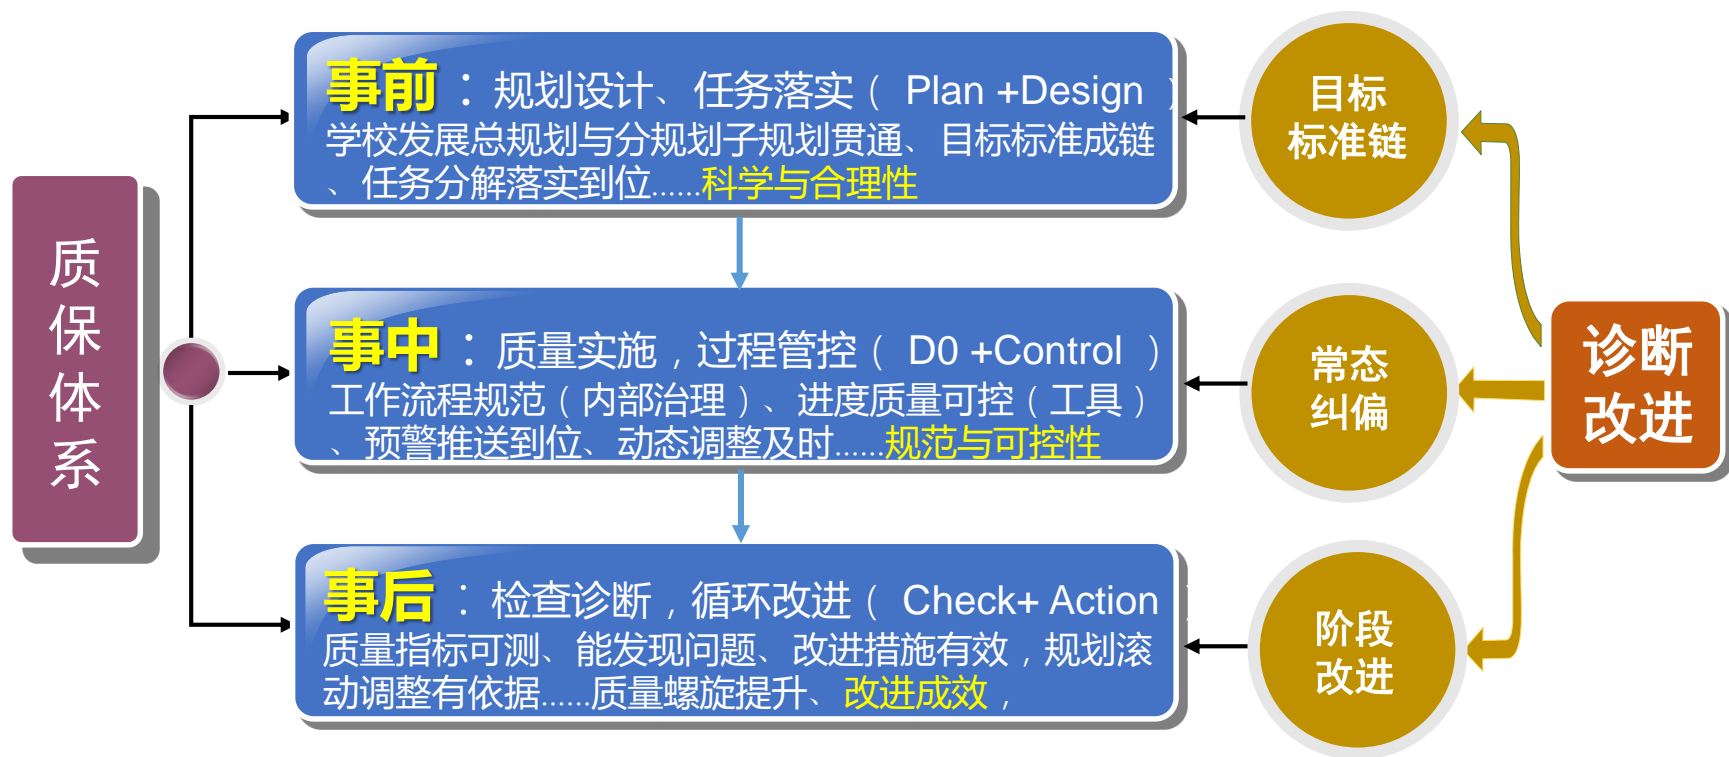 质
保
体
系
事前：规划设计、任务落实（ Plan +Design ）
学校发展总规划与分规划子规划贯通、目标标准成链
、任务分解落实到位……科学与合理性
事中：质量实施，过程管控（ D0 +Control ）
工作流程规范（内部治理）、进度质量可控（工具）
、预警推送到位、动态调整及时……规范与可控性
事后：检查诊断，循环改进（ Check+ Action
质量指标可测、能发现问题、改进措施有效，规划滚
动调整有依据……质量螺旋提升、改进成效，
目标
标准链
常态
纠偏
阶段
改进
诊断
改进